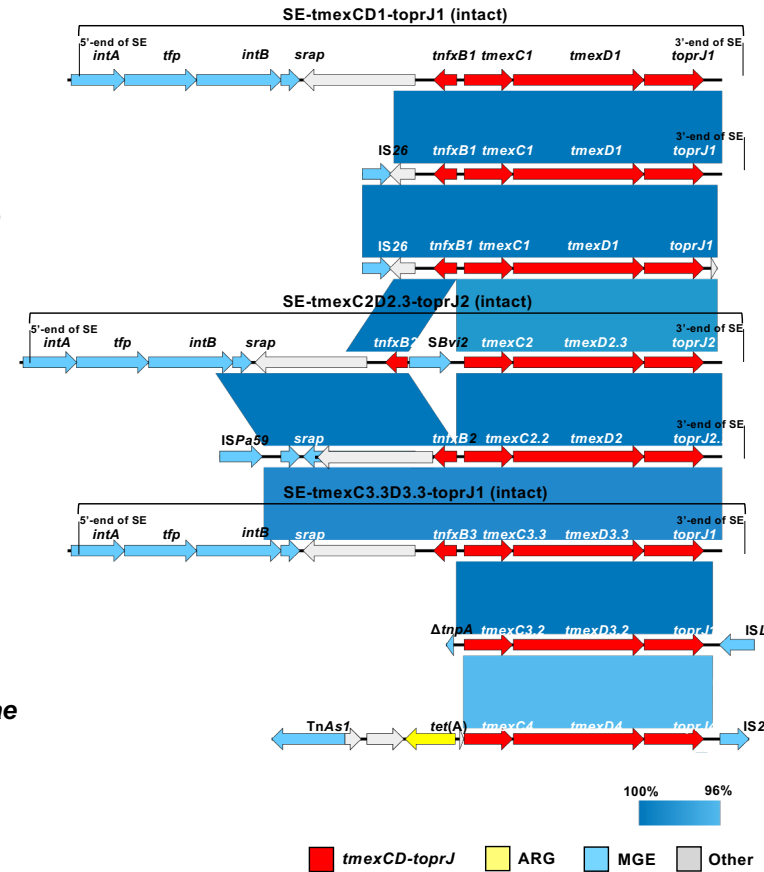 SE-tmexCD1-toprJ1 (intact)
5'-end of SE 3'-end of SE
intA tfp intB srap tnfxB1 tmexC1 tmexD1 toprJ1
3'-end of SE
IS26 tnfxB1 tmexC1 tmexD1 toprJ1
IS26 tnfxB1 tmexC1 tmexD1 toprJ1
SE-tmexC2D2.3-toprJ2 (intact)
5'-end of SE 3'-end of SE
intA tfp intB srap tnfxB2 SBvi2 tmexC2 tmexD2.3 toprJ2
3'-end of SE
ISPa59 srap tnfxB2 tmexC2.2 tmexD2 toprJ2.
SE-tmexC3.3D3.3-toprJ1 (intact)
5'-end of SE 3'-end of SE
intA tfp intB srap tnfxB3 tmexC3.3 tmexD3.3 toprJ1
ΔtnpA tmexC3.2 tmexD3.2 toprJ1
TnAs1 tet(A) tmexC4 tmexD4
100% 96%
tmexCD-toprJ ARG MGE Other